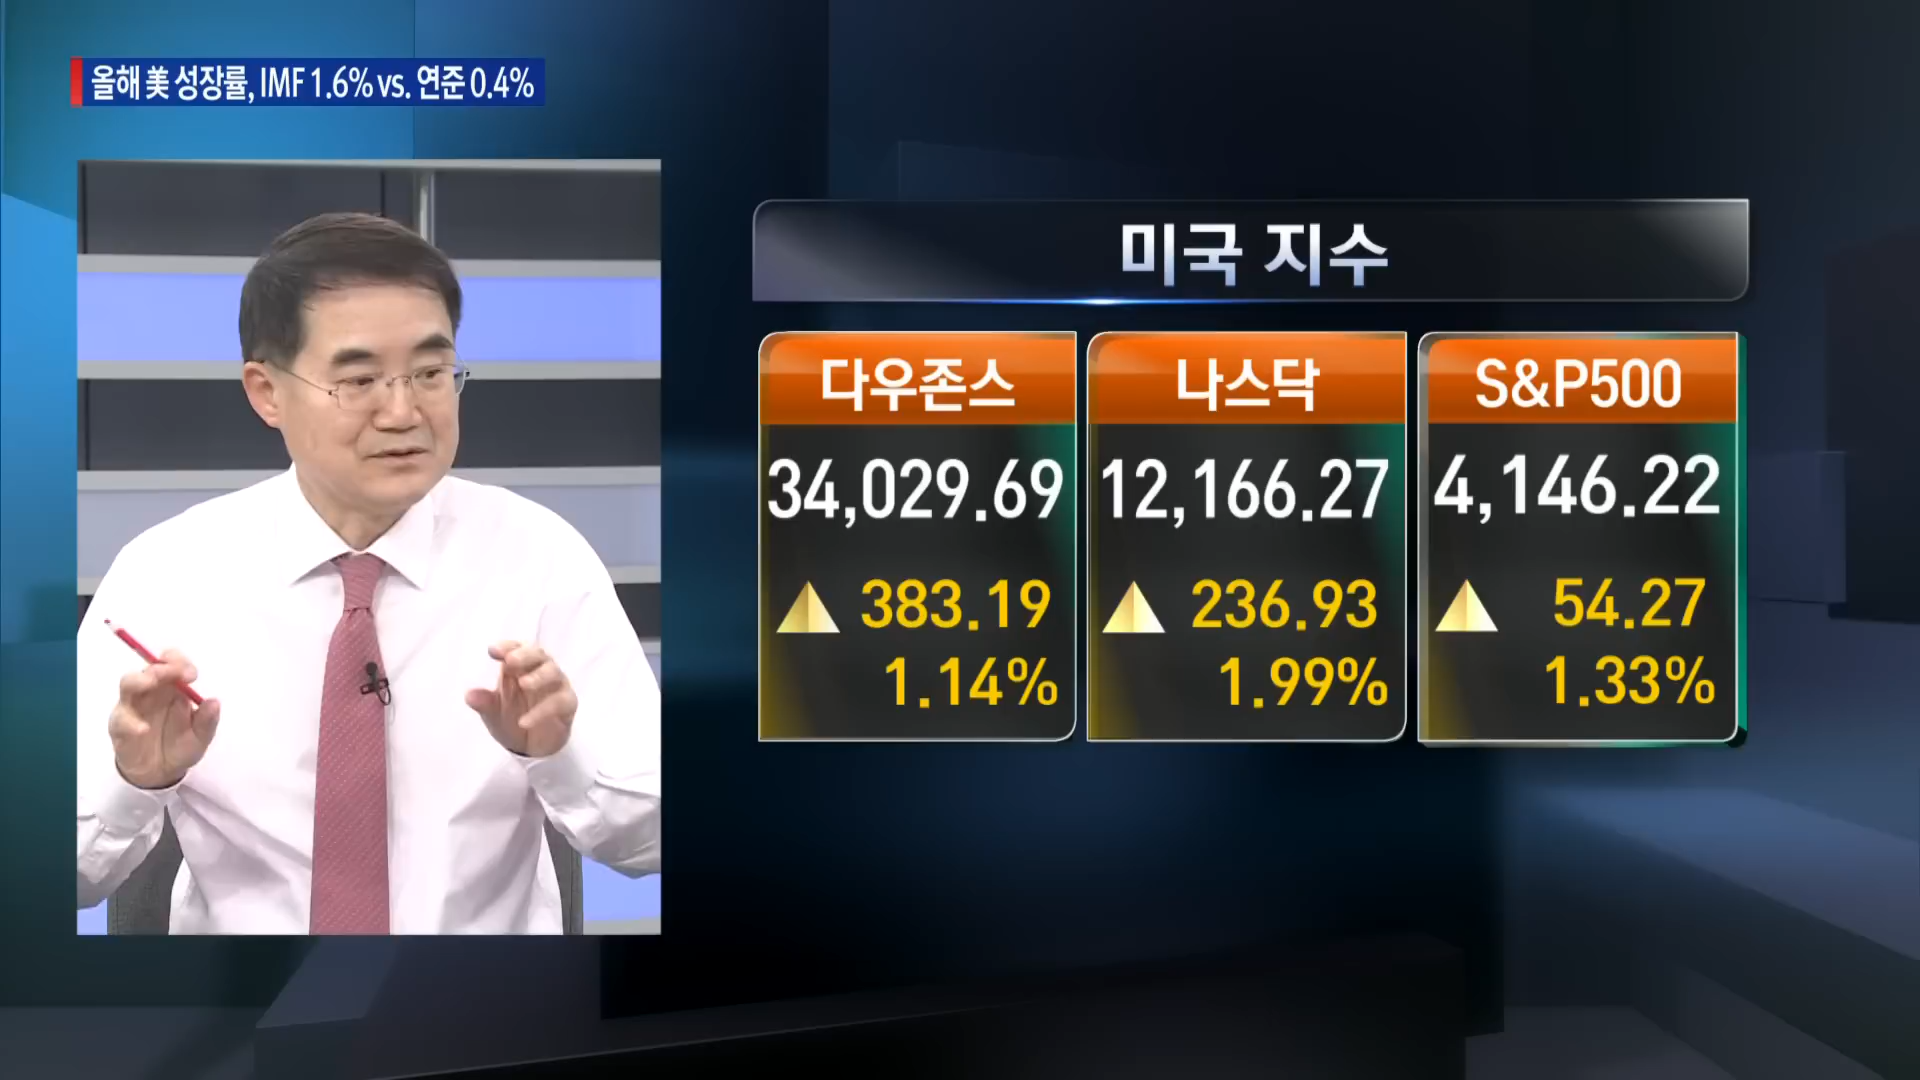 올해 美 성장률, IMF 1.6% vs. 연준 0.4%
미국 지수
다우존스
34,029.69
383.19
1.14%
나스닥
12,166.27
236.93
1.99%
S&P500
4,146.22
54.27
1.33%